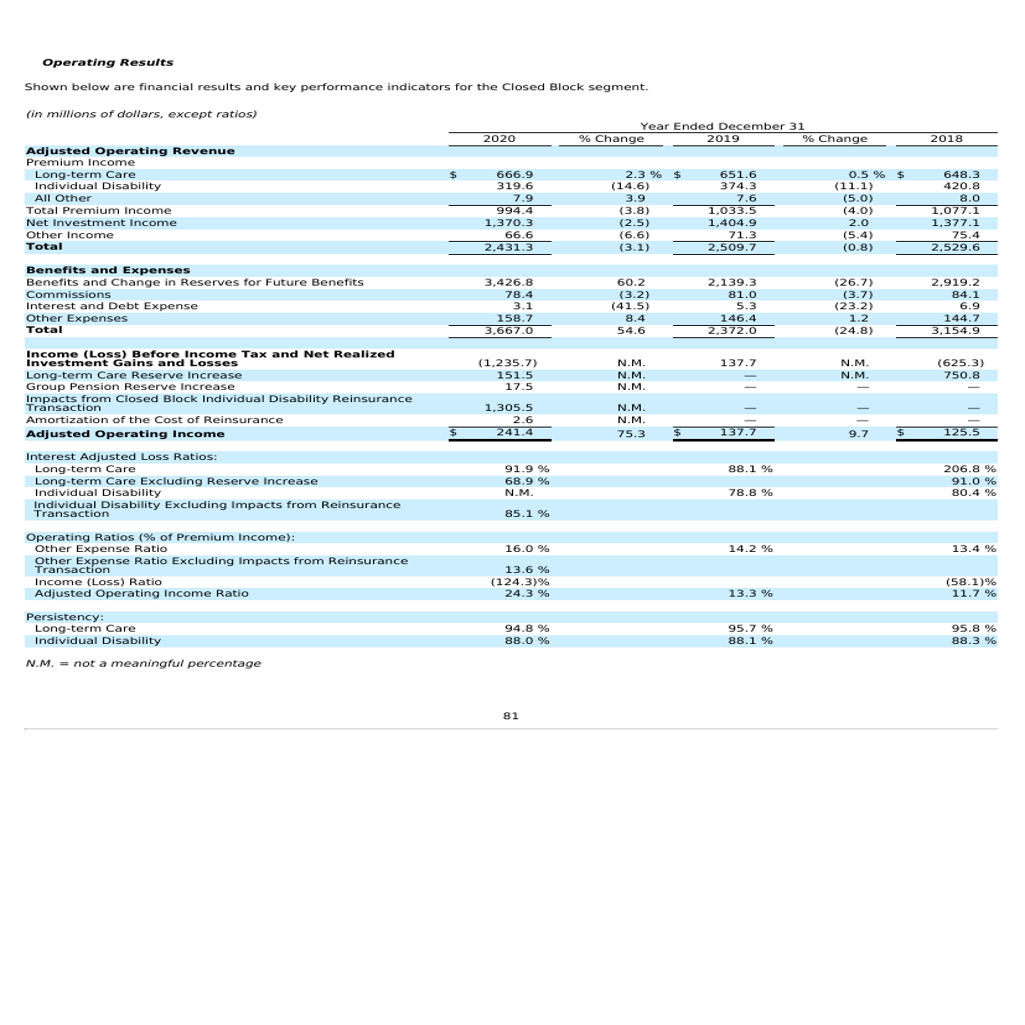 Operating Results
Shown below are financial results and key performance indicators for the Closed Block segment.
(in millions of dollars, except ratios)
Year Ended December 31
2020 % Change 2019 % Change 2018
Adjusted Operating Revenue
Premium Income
Long-term Care $ 666.9 2.3 % $ 651.6 0.5 % $ 648.3
Individual Disability 319.6 (14.6) 374.3 (11.1) 420.8
All Other 7.9 3.9 7.6 (5.0) 8.0
Total Premium Income 994.4 (3.8) 1,033.5 (4.0) 1,077.1
Net Investment Income 1,370.3 (2.5) 1,404.9 2.0 1,377.1
Other Income 66.6 (6.6) 71.3 (5.4) 75.4
Total 2,431.3 (3.1) 2,509.7 (0.8) 2,529.6
Benefits and Expenses
Benefits and Change in Reserves for Future Benefits 3,426.8 60.2 2,139.3 (26.7) 2,919.2
Commissions 78.4 (3.2) 81.0 (3.7) 84.1
Interest and Debt Expense 3.1 (41.5) 5.3 (23.2) 6.9
Other Expenses 158.7 8.4 146.4 1.2 144.7
Total 3,667.0 54.6 2,372.0 (24.8) 3,154.9
Income (Loss) Before Income Tax and Net Realized
Investment Gains and Losses (1,235.7) N.M. 137.7 N.M. (625.3)
Long-term Care Reserve Increase 151.5 N.M. — N.M. 750.8
Group Pension Reserve Increase 17.5 N.M. — — —
Impacts from Closed Block Individual Disability Reinsurance
Transaction 1,305.5 N.M. — — —
Amortization of the Cost of Reinsurance 2.6 N.M. — — —
Adjusted Operating Income $ 241.4 75.3 $ 137.7 9.7 $ 125.5
Interest Adjusted Loss Ratios:
Long-term Care 91.9 % 88.1 % 206.8 %
Long-term Care Excluding Reserve Increase 68.9 % 91.0 %
Individual Disability N.M. 78.8 % 80.4 %
Individual Disability Excluding Impacts from Reinsurance
Transaction 85.1 %
Operating Ratios (% of Premium Income):
Other Expense Ratio 16.0 % 14.2 % 13.4 %
Other Expense Ratio Excluding Impacts from Reinsurance
Transaction 13.6 %
Income (Loss) Ratio (124.3)% (58.1)%
Adjusted Operating Income Ratio 24.3 % 13.3 % 11.7 %
Persistency:
Long-term Care 94.8 % 95.7 % 95.8 %
Individual Disability 88.0 % 88.1 % 88.3 %
N.M. = not a meaningful percentage
81